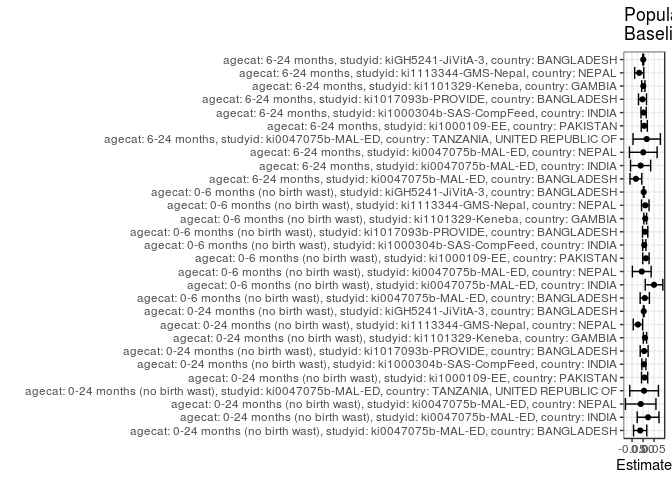 Popula
Baseli
agecat: 6-24 months, studyid: kiGH5241-JiVitA-3, country: BANGLADESH
agecat: 6-24 months, studyid: ki1113344-GMS-Nepal, country: NEPAL
agecat: 6-24 months, studyid: ki1101329-Keneba, country: GAMBIA
agecat: 6-24 months, studyid: ki1017093b-PROVIDE, country: BANGLADESH
agecat: 6-24 months, studyid: ki1000304b-SAS-CompFeed, country: INDIA
agecat: 6-24 months, studyid: ki1000109-EE, country: PAKISTAN
agecat: 6-24 months, studyid: ki0047075b-MAL-ED, country: TANZANIA, UNITED REPUBLIC OF
agecat: 6-24 months, studyid: ki0047075b-MAL-ED, country: NEPAL
agecat: 6-24 months, studyid: ki0047075b-MAL-ED, country: INDIA
agecat: 6-24 months, studyid: ki0047075b-MAL-ED, country: BANGLADESH
agecat: 0-6 months (no birth wast), studyid: kiGH5241-JiVitA-3, country: BANGLADESH
agecat: 0-6 months (no birth wast), studyid: ki1113344-GMS-Nepal, country: NEPAL
agecat: 0-6 months (no birth wast), studyid: ki1101329-Keneba, country: GAMBIA
agecat: 0-6 months (no birth wast), studyid: ki1017093b-PROVIDE, country: BANGLADESH
agecat: 0-6 months (no birth wast), studyid: ki1000304b-SAS-CompFeed, country: INDIA
agecat: 0-6 months (no birth wast), studyid: ki1000109-EE, country: PAKISTAN
agecat: 0-6 months (no birth wast), studyid: ki0047075b-MAL-ED, country: NEPAL
agecat: 0-6 months (no birth wast), studyid: ki0047075b-MAL-ED, country: INDIA
agecat: 0-6 months (no birth wast), studyid: ki0047075b-MAL-ED, country: BANGLADESH
agecat: 0-24 months (no birth wast), studyid: kiGH5241-JiVitA-3, country: BANGLADESH
agecat: 0-24 months (no birth wast), studyid: ki1113344-GMS-Nepal, country: NEPAL
agecat: 0-24 months (no birth wast), studyid: ki1101329-Keneba, country: GAMBIA
agecat: 0-24 months (no birth wast), studyid: ki1017093b-PROVIDE, country: BANGLADESH
agecat: 0-24 months (no birth wast), studyid: ki1000304b-SAS-CompFeed, country: INDIA
agecat: 0-24 months (no birth wast), studyid: ki1000109-EE, country: PAKISTAN
agecat: 0-24 months (no birth wast), studyid: ki0047075b-MAL-ED, country: TANZANIA, UNITED REPUBLIC OF
agecat: 0-24 months (no birth wast), studyid: ki0047075b-MAL-ED, country: NEPAL
agecat: 0-24 months (no birth wast), studyid: ki0047075b-MAL-ED, country: INDIA
agecat: 0-24 months (no birth wast), studyid: ki0047075b-MAL-ED, country: BANGLADESH
Estimate